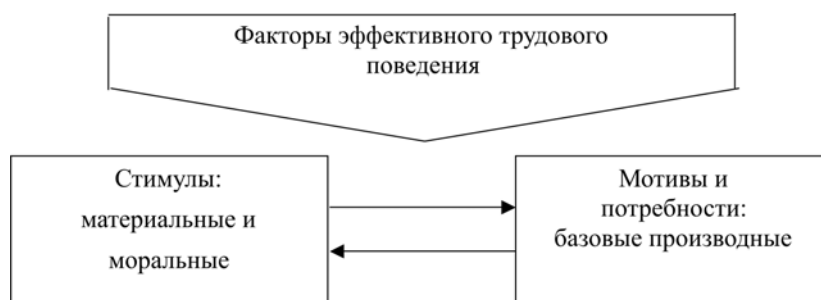 Факторы эффективного трудового
поведения
Стимулы:
материальные и
моральные
Мотивы и
потребности:
базовые производные